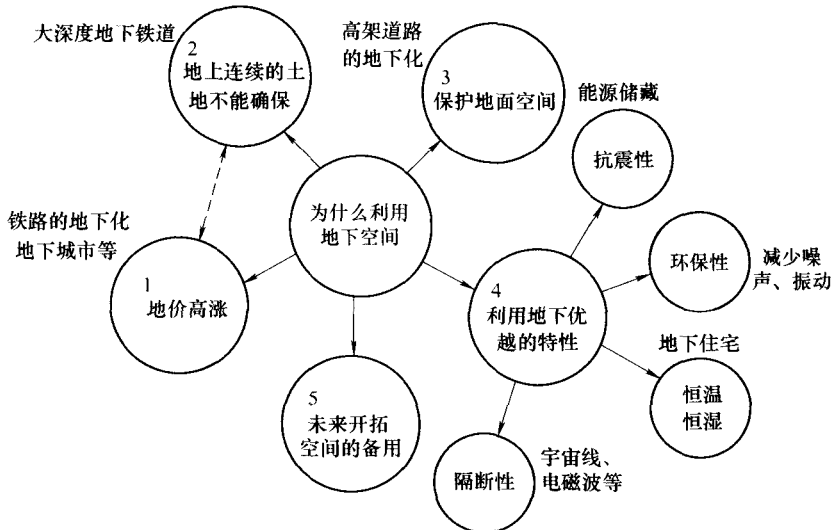 大深度地下铁道
2
地上连续的土
地不能确保
高架道路
的地下化
3
保护地面空间
能源储藏
抗震性
为什么利用
地下空间
铁路的地下化
地下城市等
1
地价高涨
4
利用地下优
越的特性
环保性
减少噪
声、振动
地下住宅
恒温
恒湿
5
未来开拓
空间的备用
隔断性
宇宙线、
电磁波等